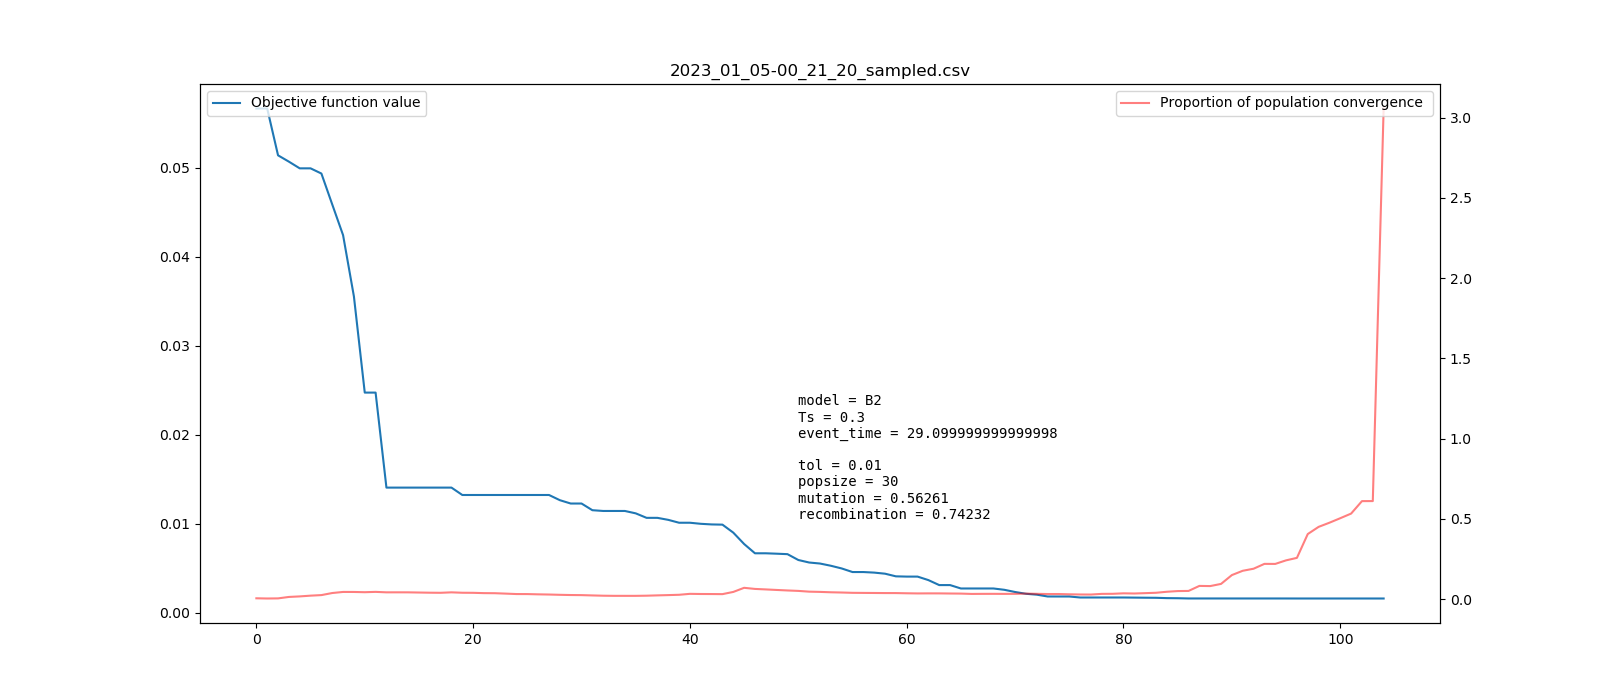 2023_01_05-00_21_20_sampled.csv
Objective function value
Proportion of population convergence
0.05
0.04
0.03
0.02
0.01
0.00
3.0
2.5
2.0
1.5
1.0
0.5
0.0
model = B2
Ts = 0.3
event_time = 29.099999999999998
tol = 0.01
popsize = 30
mutation = 0.56261
recombination = 0.74232
0 20 40 60 80 100